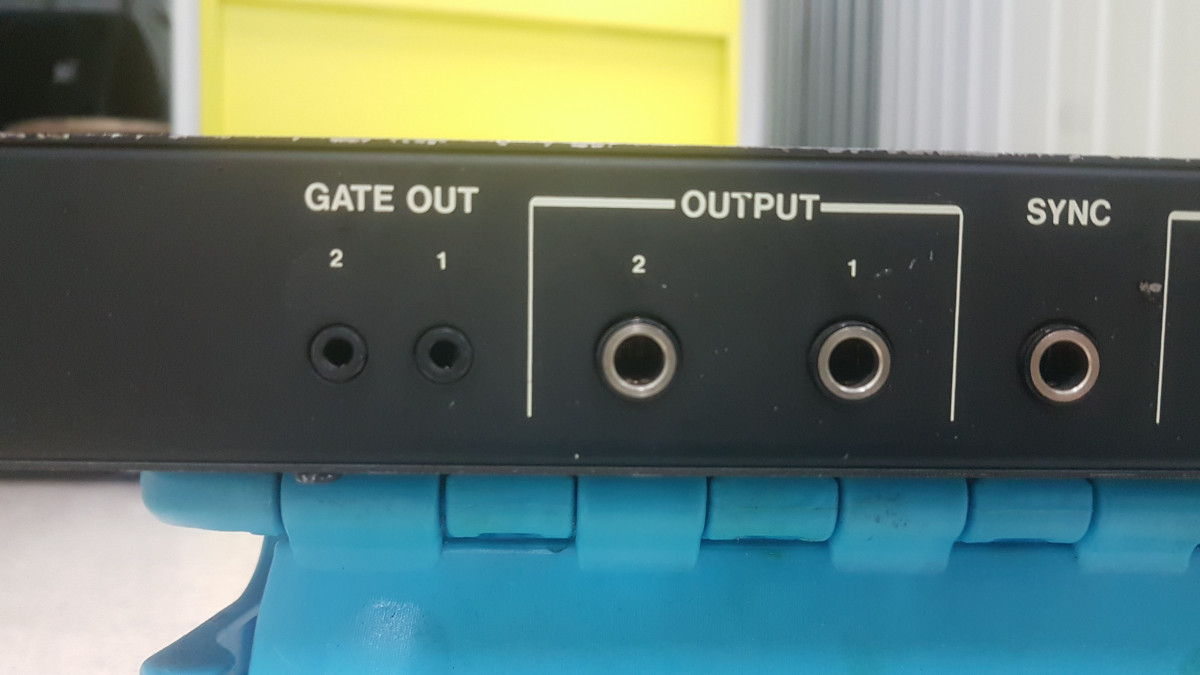 GATE OUT
2 1
OUTPUT
2 1
SYNC